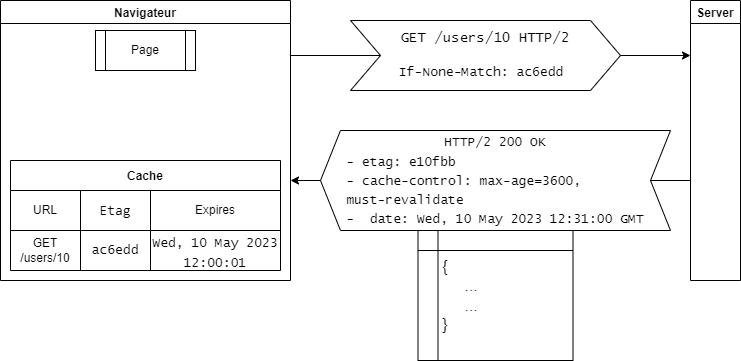 Navigateur
Server
Page
GET /users/10 HTTP/2
If-None-Match: ac6edd
HTTP/2 200 OK
- etag: e10fbb
- cache-control: max-age=3600,
must-revalidate
- date: Wed, 10 May 2023 12:31:00 GMT
Cache
URL
Etag
Expires
GET
/users/10
ac6edd
Wed, 10 May 2023
12:00:01
{
...
...
}